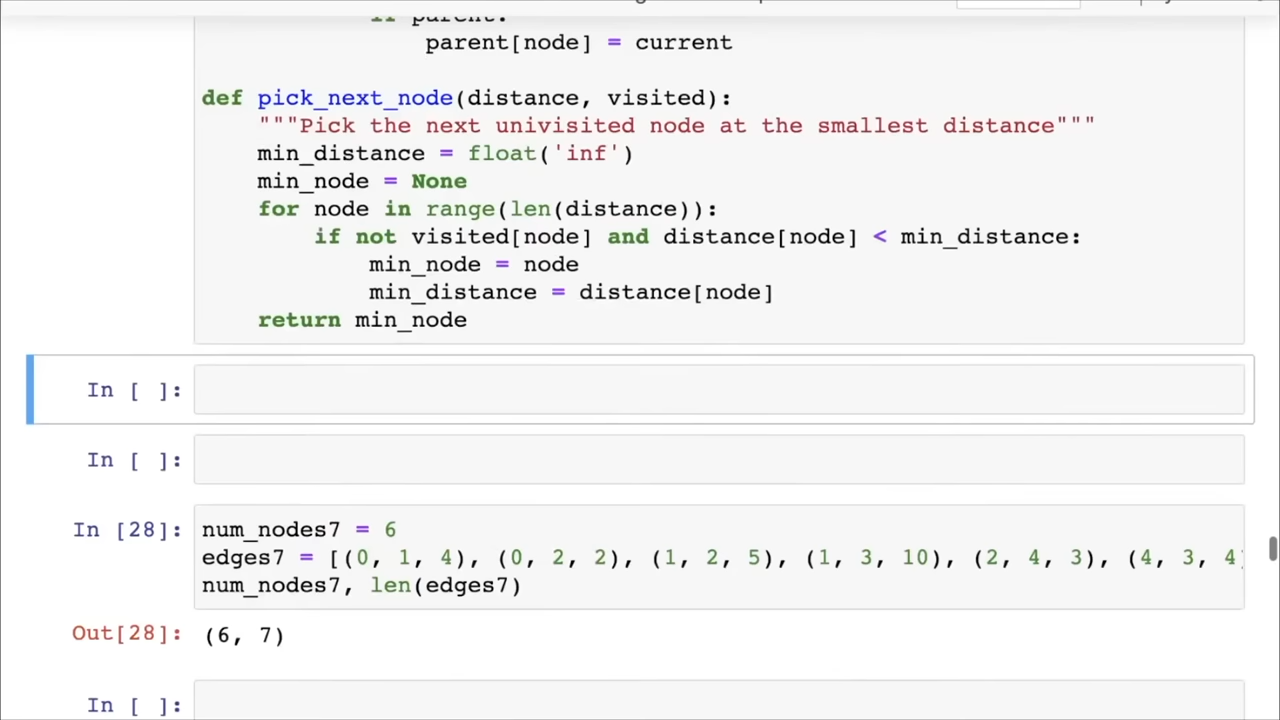 if parent:
parent[node] = current
def pick_next_node(distance, visited):
"""Pick the next univisited node at the smallest distance"""
min_distance = float('inf')
min_node = None
for node in range(len(distance)):
if not visited[node] and distance[node] < min_distance:
min_node = node
min_distance = distance[node]
return min_node
In [ ]:
In [ ]:
In [28]:
num_nodes7 = 6
edges7 = [(0, 1, 4), (0, 2, 2), (1, 2, 5), (1, 3, 10), (2, 4, 3), (4, 3, 4)
num_nodes7, len(edges7)
Out[28]: (6, 7)
In [ ]: